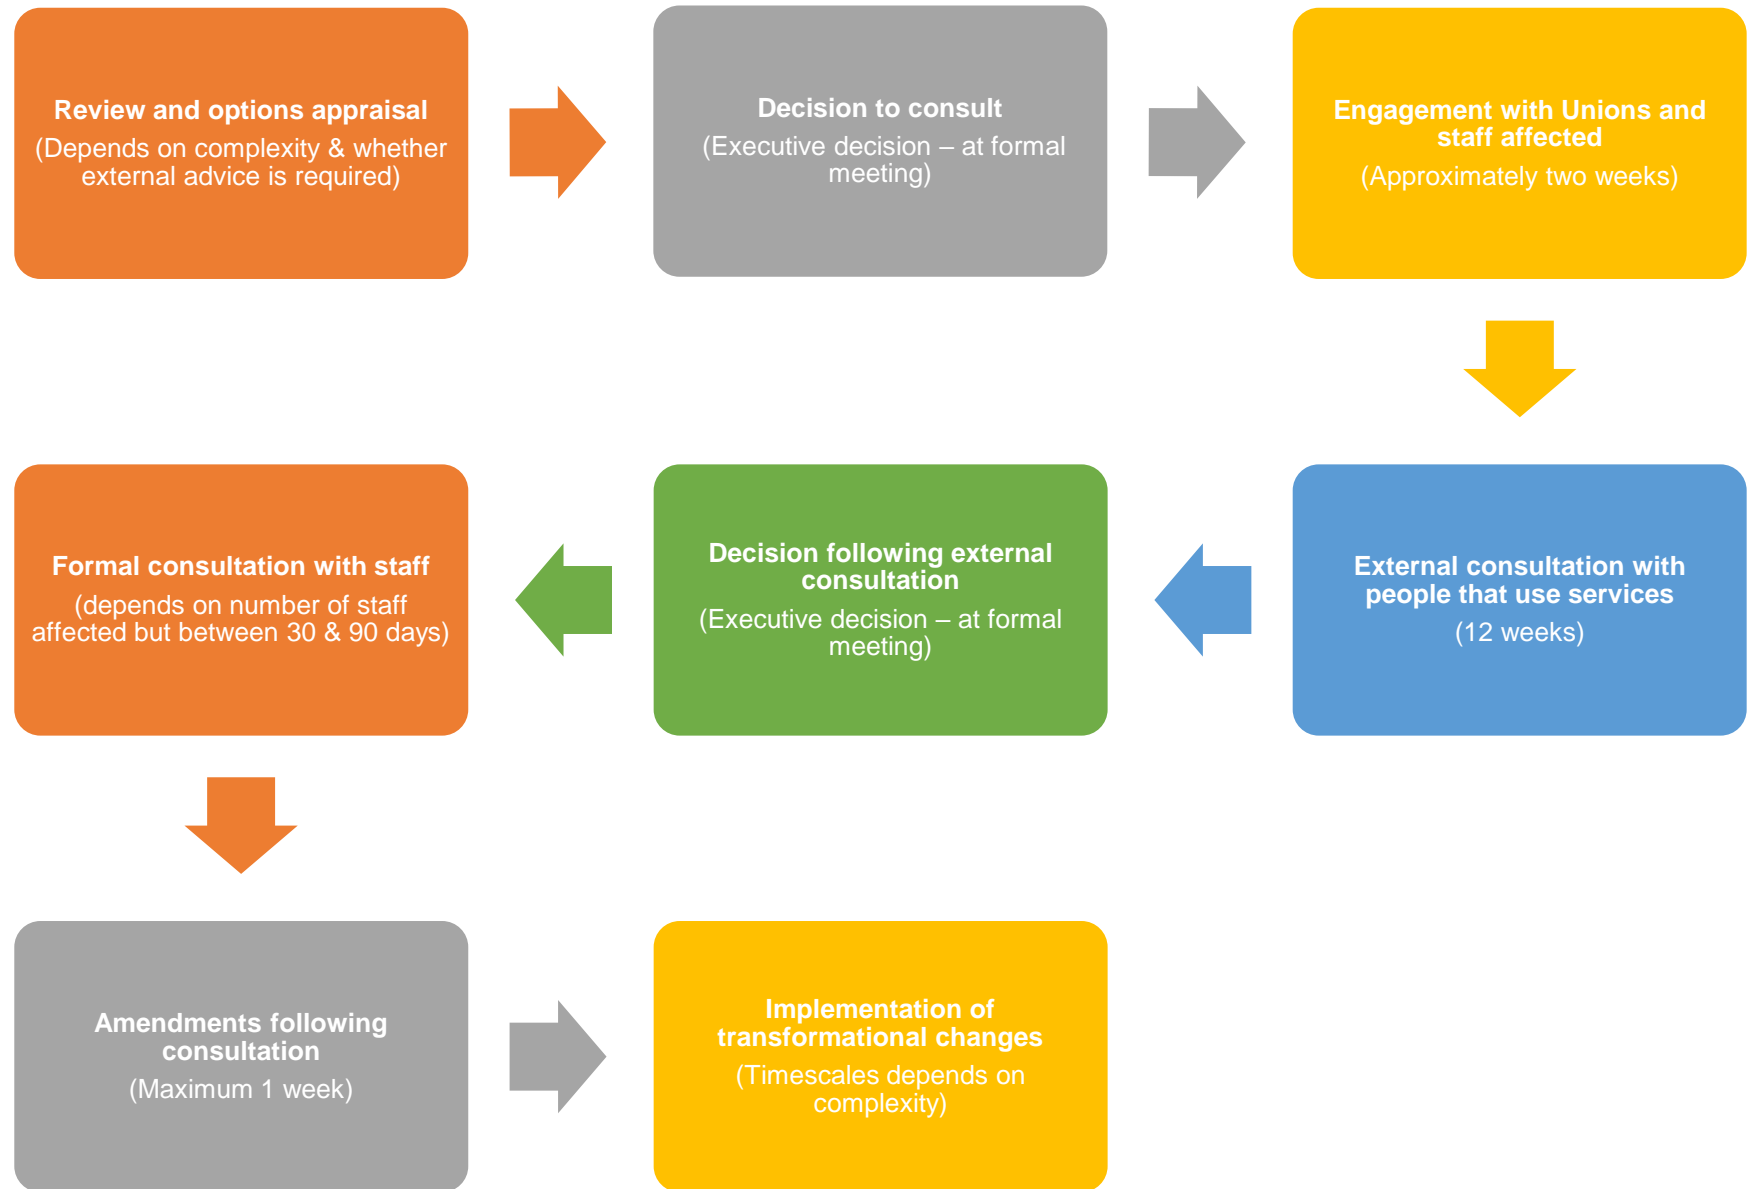 Review and options appraisal
(Depends on complexity & whether
external advice is required)
Decision to consult
(Executive decision – at formal
meeting)
Engagement with Unions and
staff affected
(Approximately two weeks)
External consultation with
people that use services
(12 weeks)
Decision following external
consultation
(Executive decision – at formal
meeting)
Formal consultation with staff
(depends on number of staff
affected but between 30 & 90 days)
Amendments following
consultation
(Maximum 1 week)
Implementation of
transformational changes
(Timescales depends on
complexity)